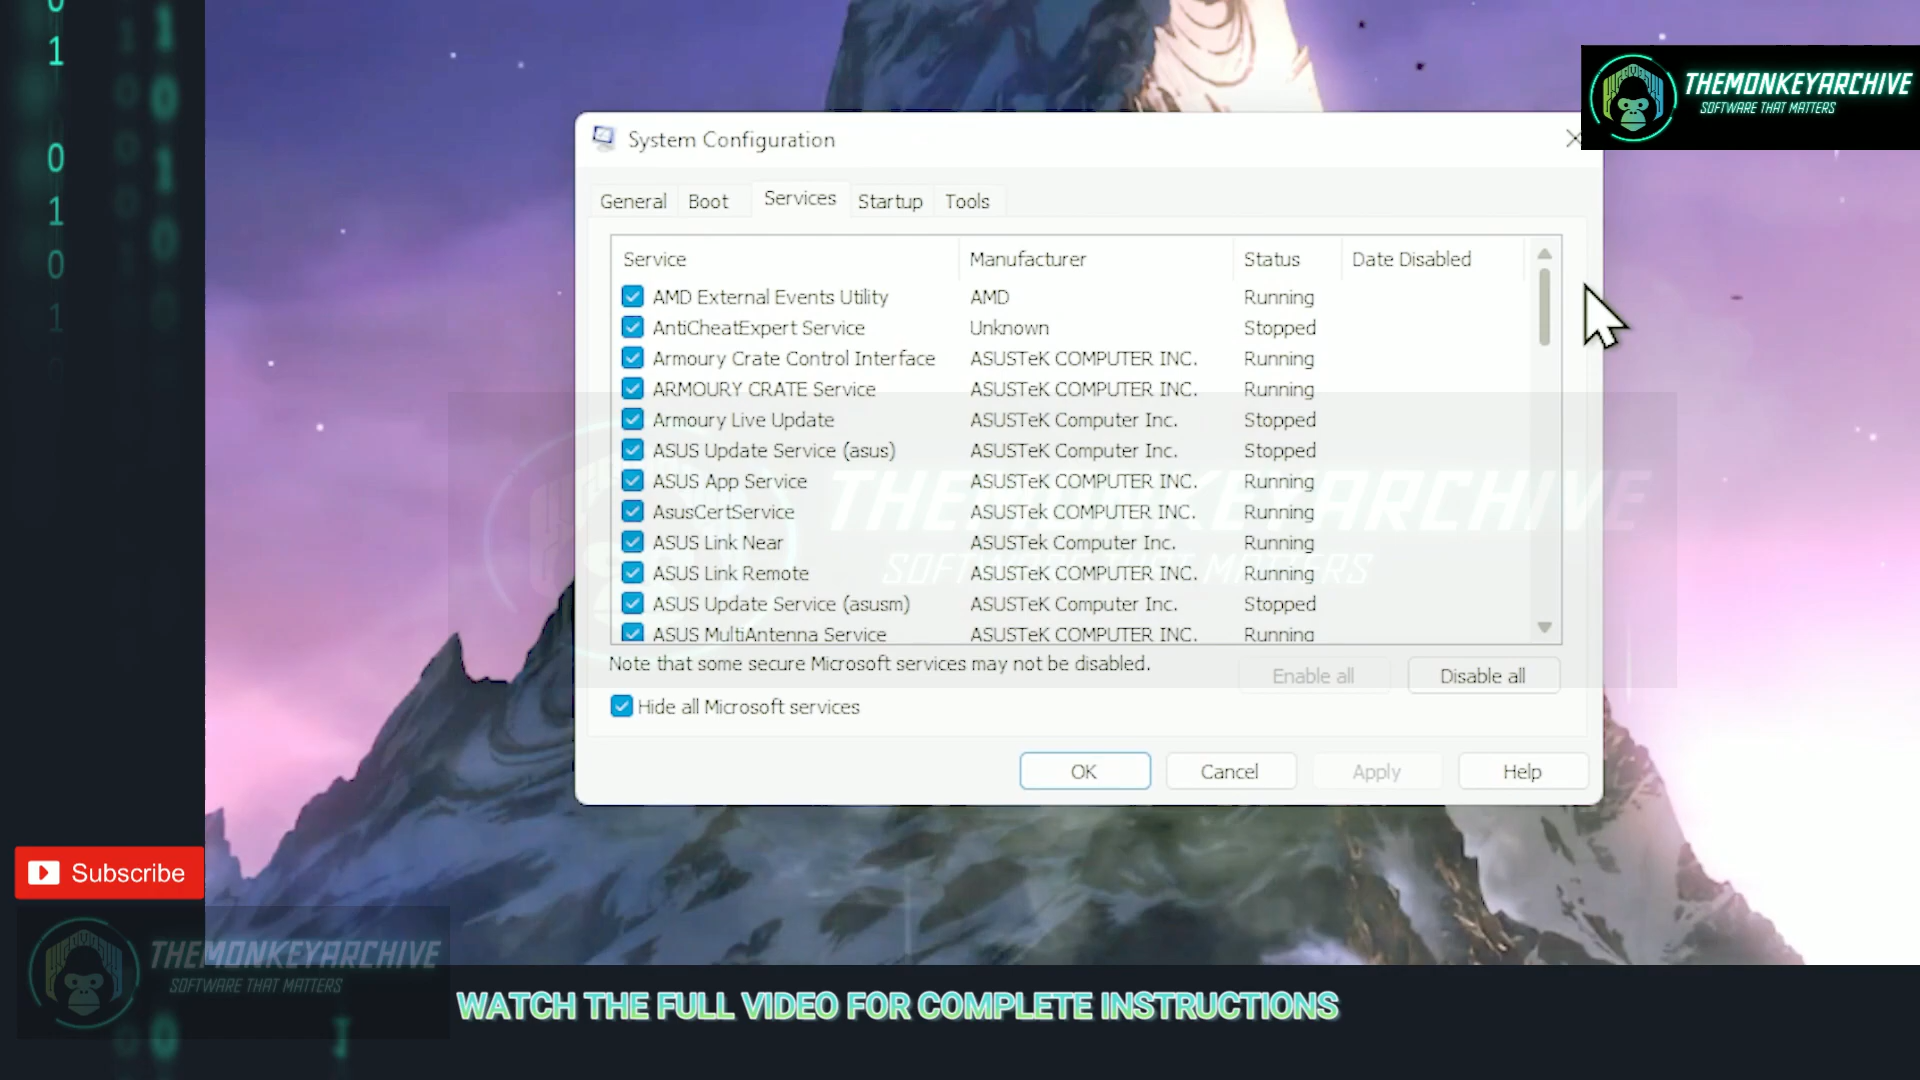 THEMONKEYARCHIVE
SOFTWARE THAT MATTERS
System Configuration
General Boot Services Startup Tools
Service Manufacturer Status Date Disabled
AMD External Events Utility AMD Running
AntiCheatExpert Service Unknown Stopped
Armoury Crate Control Interface ASUSTeK COMPUTER INC. Running
ARMOURY CRATE Service ASUSTeK COMPUTER INC. Running
Armoury Live Update ASUSTeK Computer Inc. Stopped
ASUS Update Service (asus) ASUSTeK Computer Inc. Stopped
ASUS App Service ASUSTeK COMPUTER INC. Running
AsusCertService ASUSTek COMPUTER INC. Running
ASUS Link Near ASUSTek Computer Inc. Running
ASUS Link Remote ASUSTeK COMPUTER INC. Running
ASUS Update Service (asusm) ASUSTeK Computer Inc. Stopped
ASUS MultiAntenna Service ASUSTeK COMPUTER INC. Running
THEMONKEYARCHIVE
SOFTWARE THAT MATTERS
Note that some secure Microsoft services may not be disabled.
Enable all Disable all
Hide all Microsoft services
OK Cancel Apply Help
Subscribe
THEMONKEYARCHIVE
SOFTWARE THAT MATTERS
WATCH THE FULL VIDEO FOR COMPLETE INSTRUCTIONS